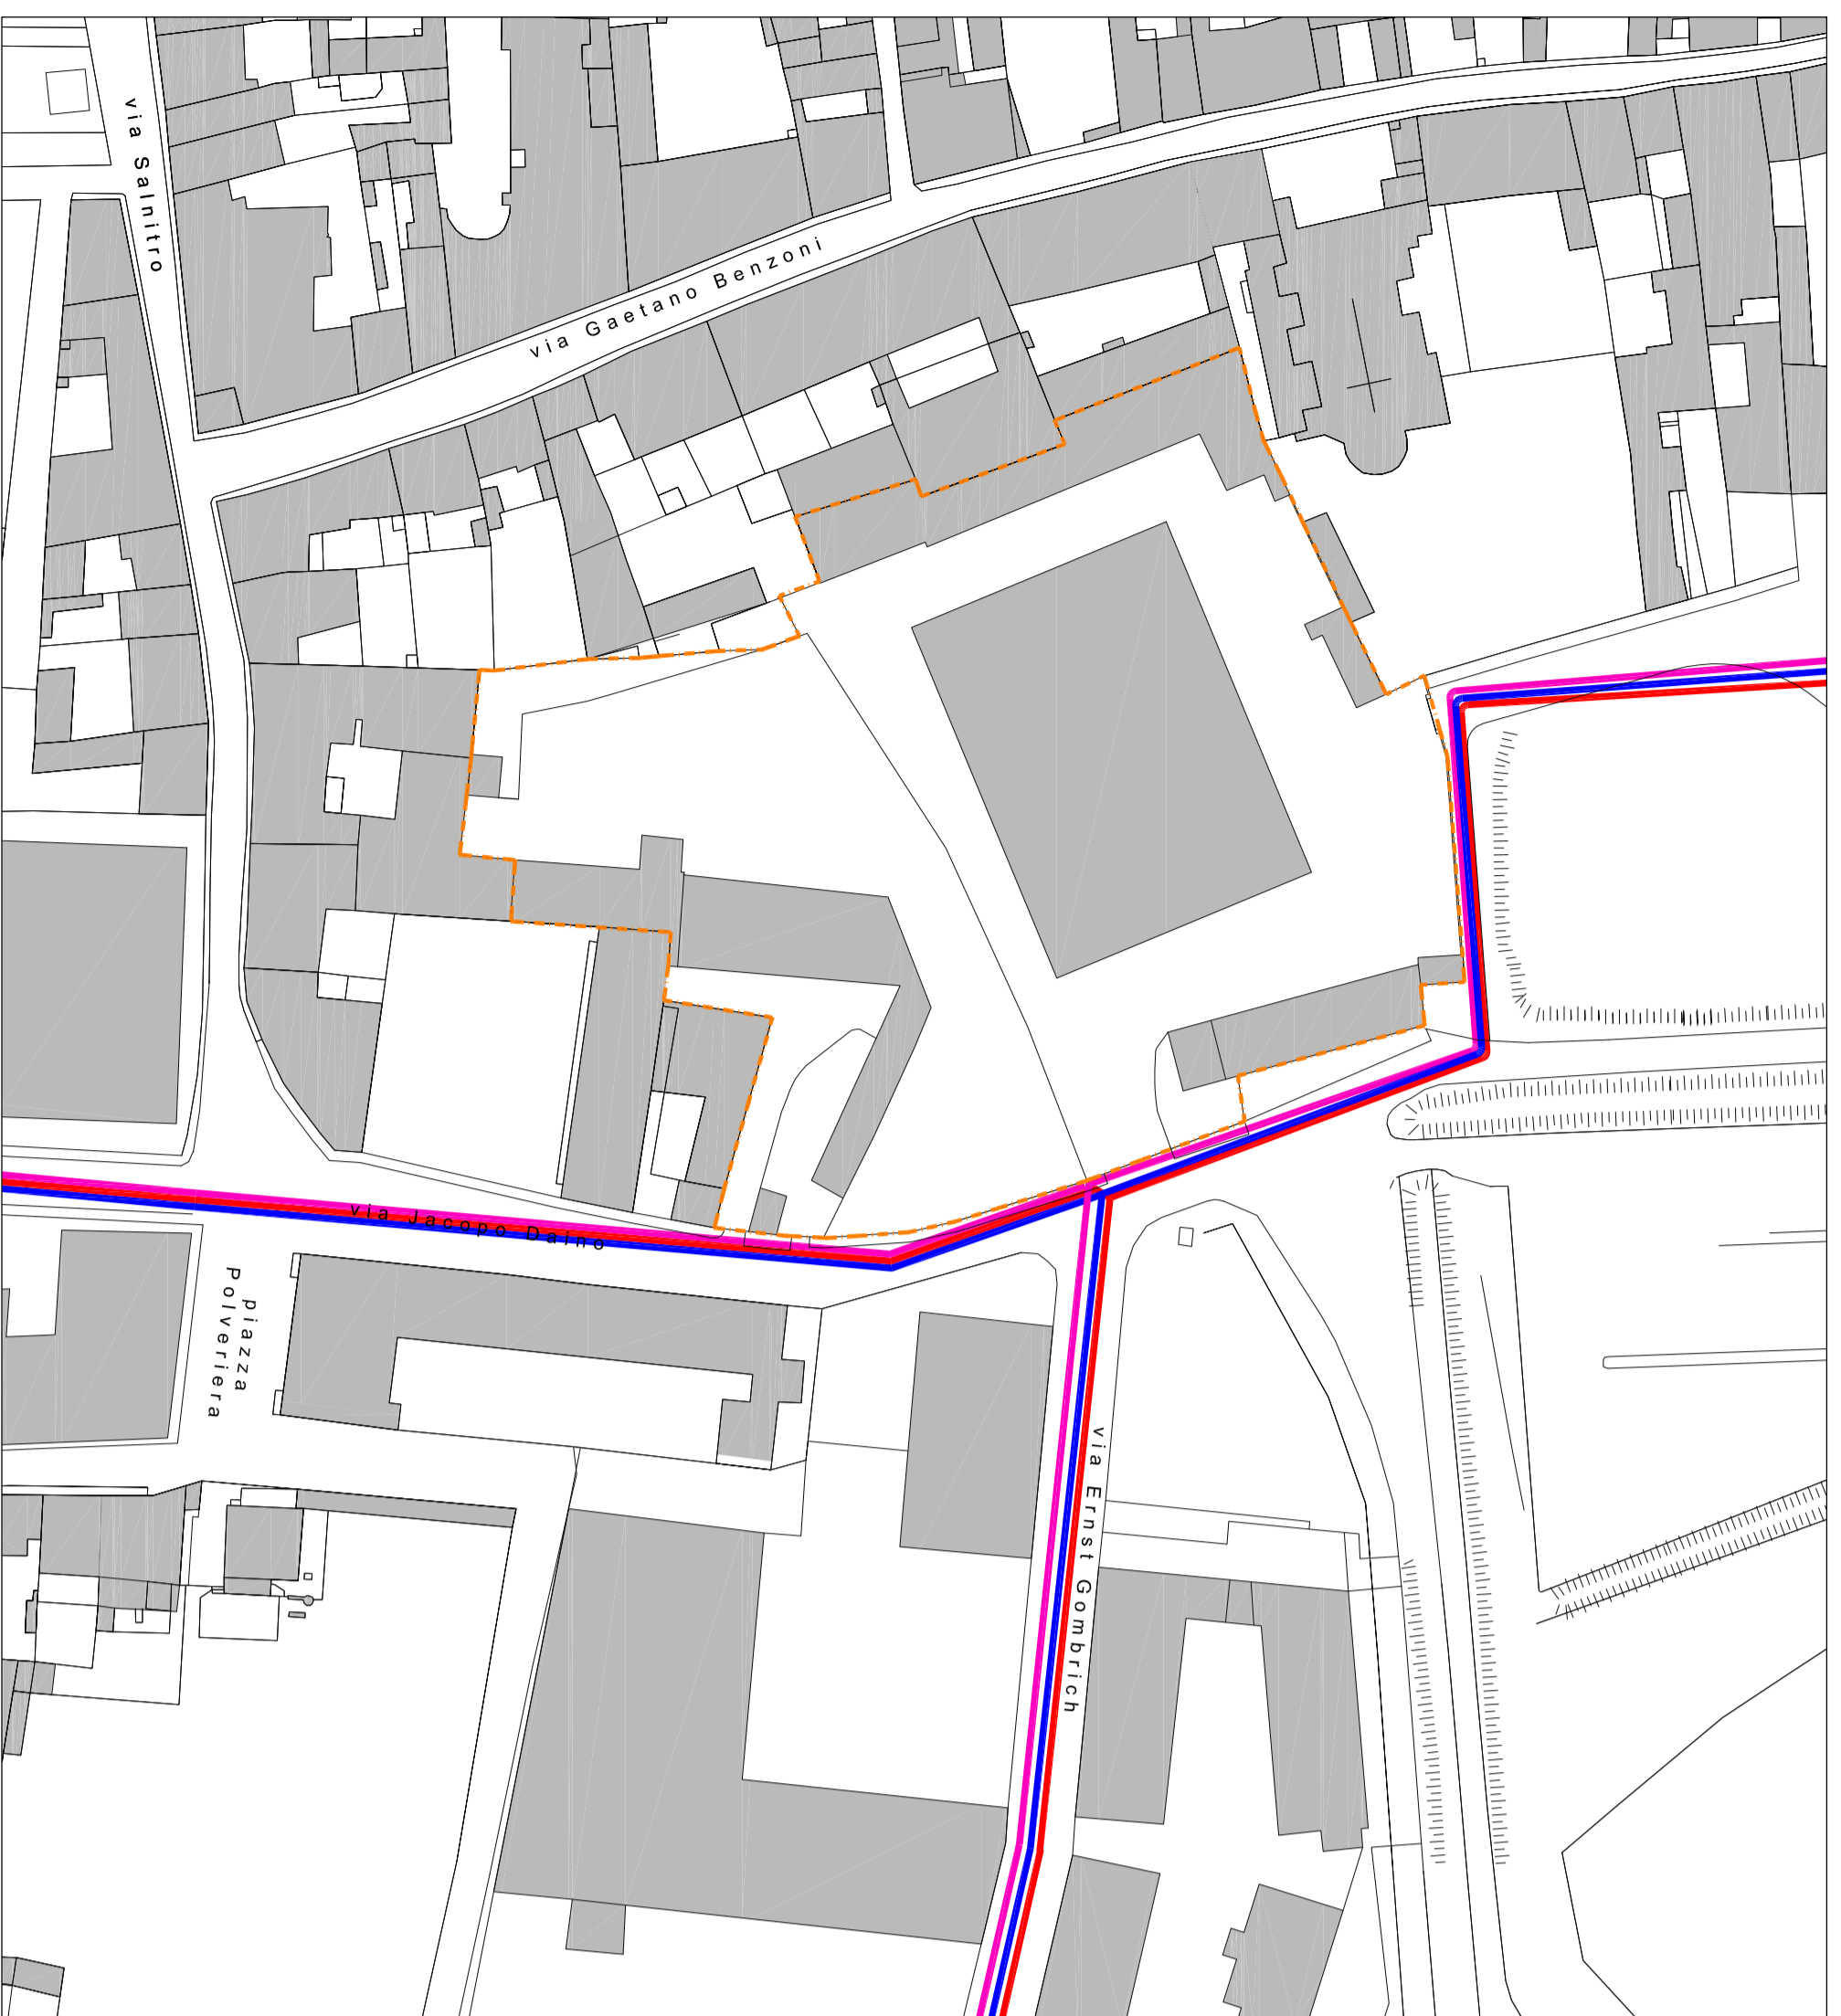 via Salnitro
via Gaetano Benzoni
via Jacopo Daino
piazza
Polveriera
via Ernst Gombrich